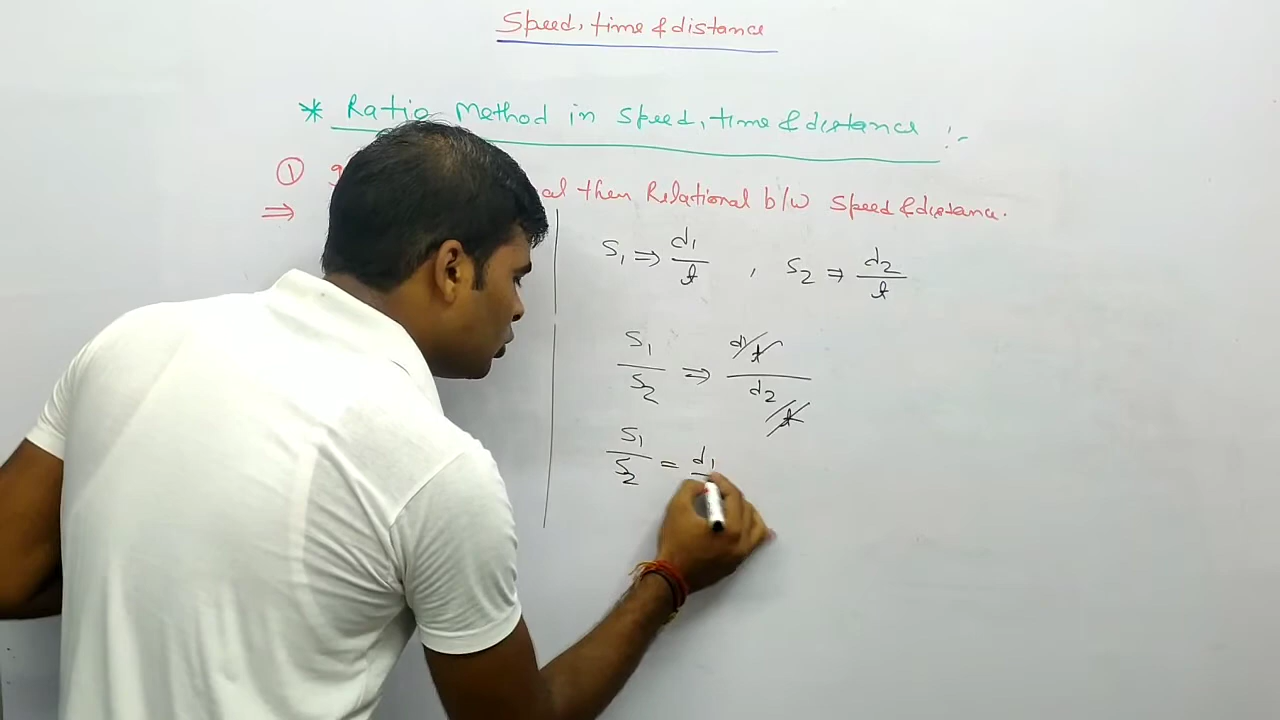 Speed, time & distance
* Ratio Method in Speed, time & distance :-
① al then Relational b/w Speed & distance.
⇒
S₁ ⇒ d₁/t , S₂ ⇒ d₂/t
S₁/S₂ ⇒ d₁/t / d₂/t
S₁/S₂ = d₁